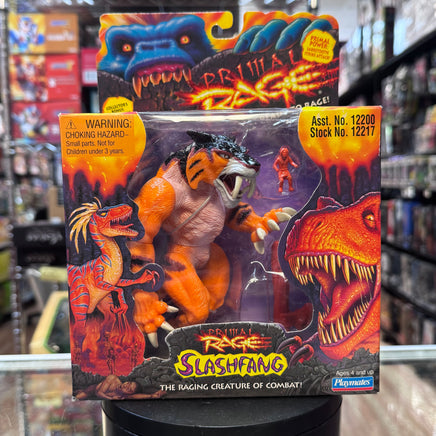 PRIMAL
RAGE
PRIMAL
POWER!
COLLECTOR'S
O RAGE!
WARNING:
CHOKING HAZARD-
Small parts. Not for
Children under 3 years.
Asst. No. 12200
Stock No. 12217
PRIMAL
RAGE
SLASHFANG
THE RAGING CREATURE OF COMBAT!
Ages 4 and up
Playmates